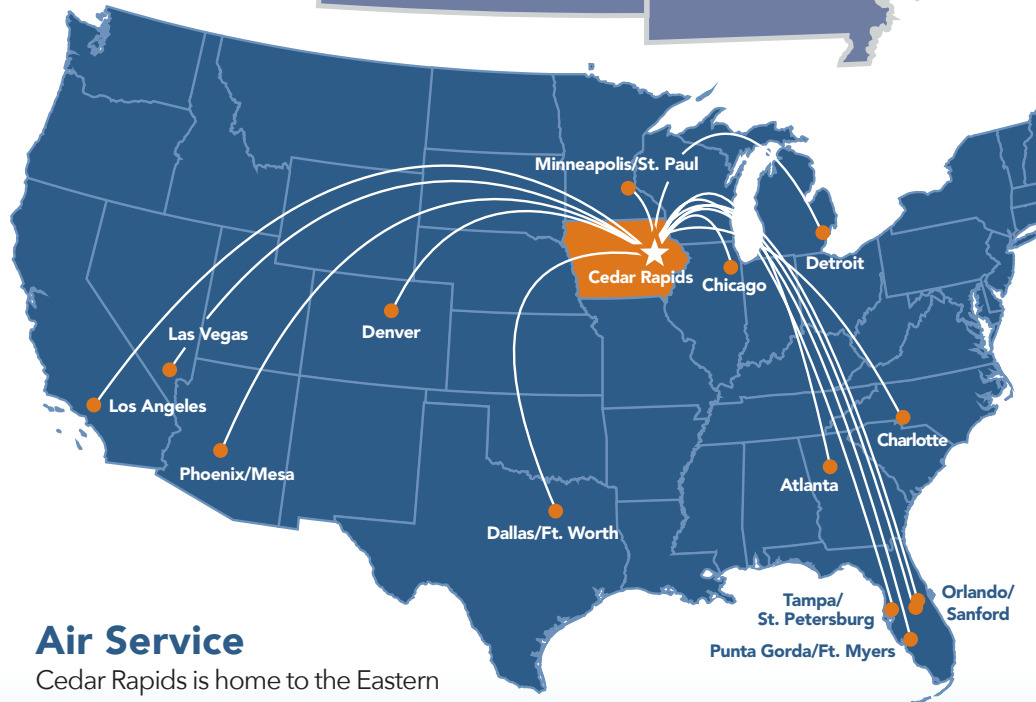 Minneapolis/St. Paul
Detroit
Cedar Rapids
Chicago
Las Vegas
Denver
Los Angeles
Phoenix/Mesa
Charlotte
Atlanta
Dallas/Ft. Worth
Tampa/
St. Petersburg
Orlando/
Sanford
Punta Gorda/Ft. Myers
Air Service
Cedar Rapids is home to the Eastern